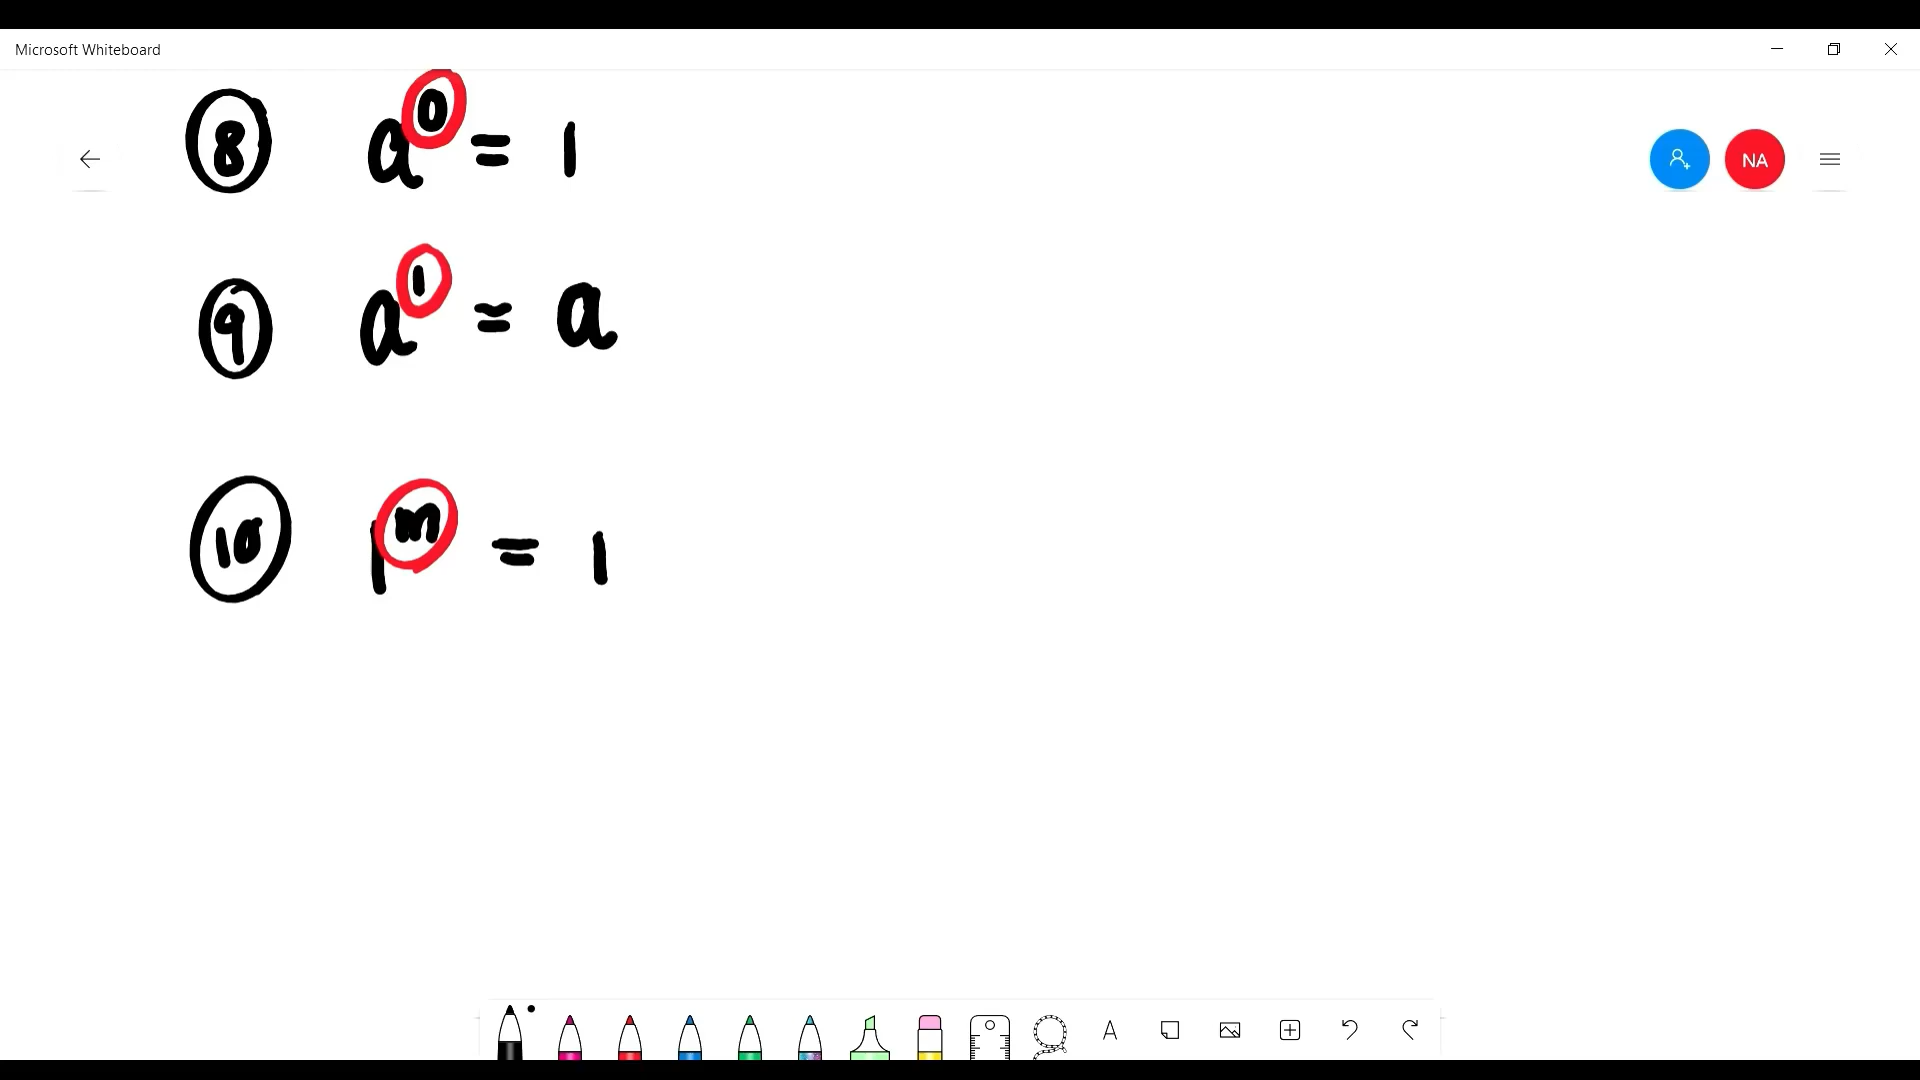 Microsoft Whiteboard
⑧ a⁰ = 1
NA
⑨ a¹ = a
⑩ 1ᵐ = 1
A